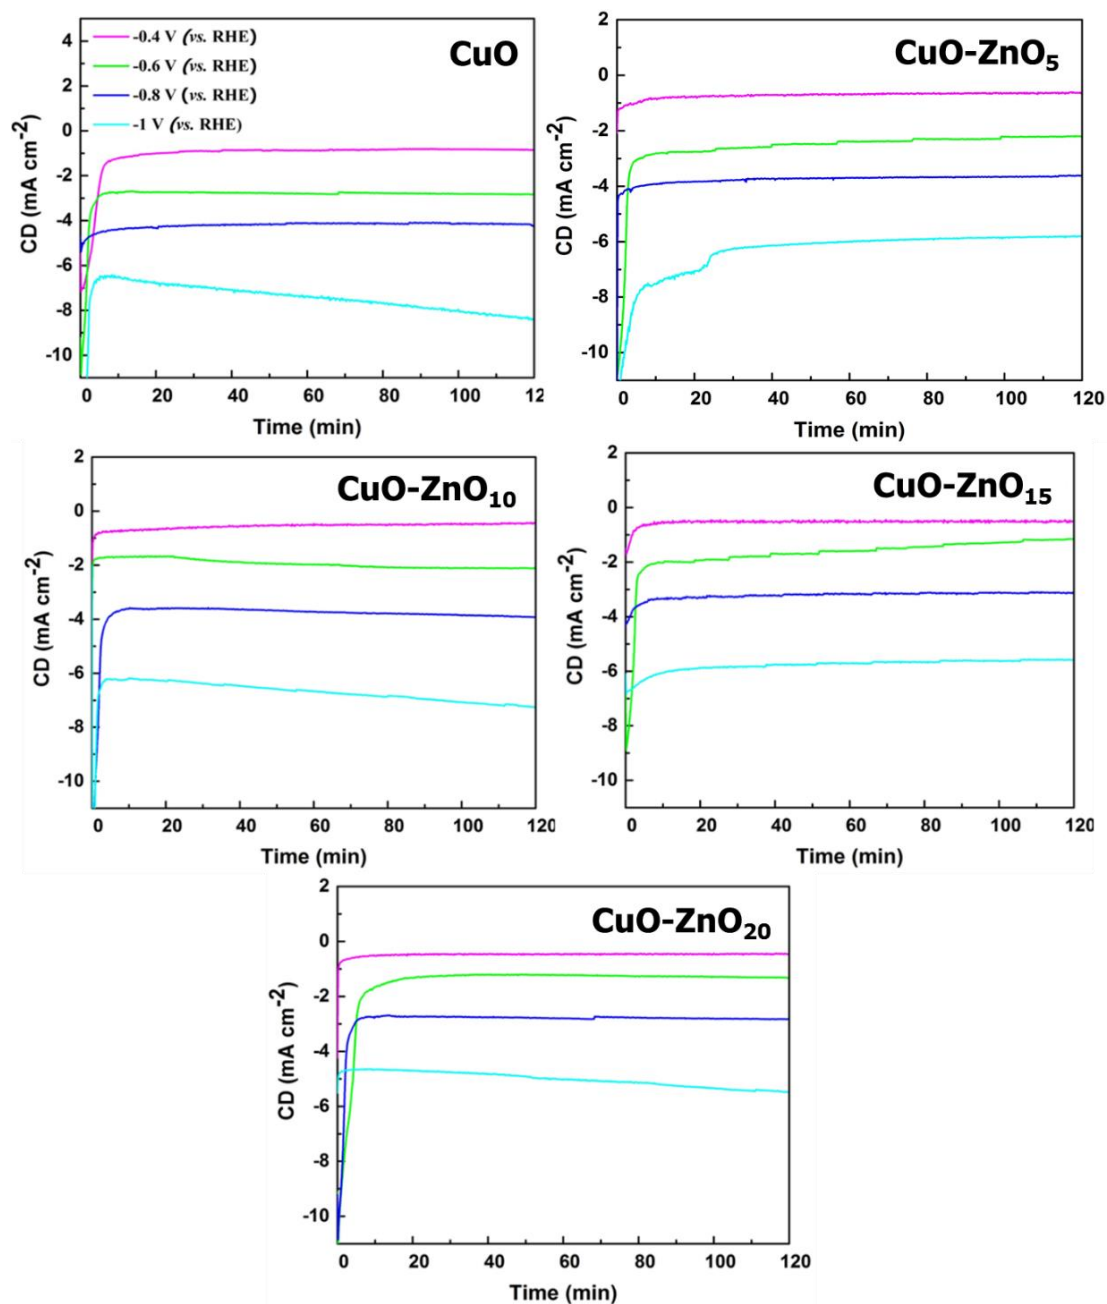 CuO
-0.4 V (vs. RHE)
-0.6 V (vs. RHE)
-0.8 V (vs. RHE)
-1 V (vs. RHE)
4
2
0
-2
-4
-6
-8
-10
CD (mA cm-2)
0 20 40 60 80 100 120
Time (min)
CuO-ZnO5
2
0
-2
-4
-6
-8
-10
CD (mA cm-2)
0 20 40 60 80 100 120
Time (min)
CuO-ZnO10
2
0
-2
-4
-6
-8
-10
CD (mA cm-2)
0 20 40 60 80 100 120
Time (min)
CuO-ZnO15
2
0
-2
-4
-6
-8
-10
CD (mA cm-2)
0 20 40 60 80 100 120
Time (min)
CuO-ZnO20
2
0
-2
-4
-6
-8
-10
CD (mA cm-2)
0 20 40 60 80 100 120
Time (min)